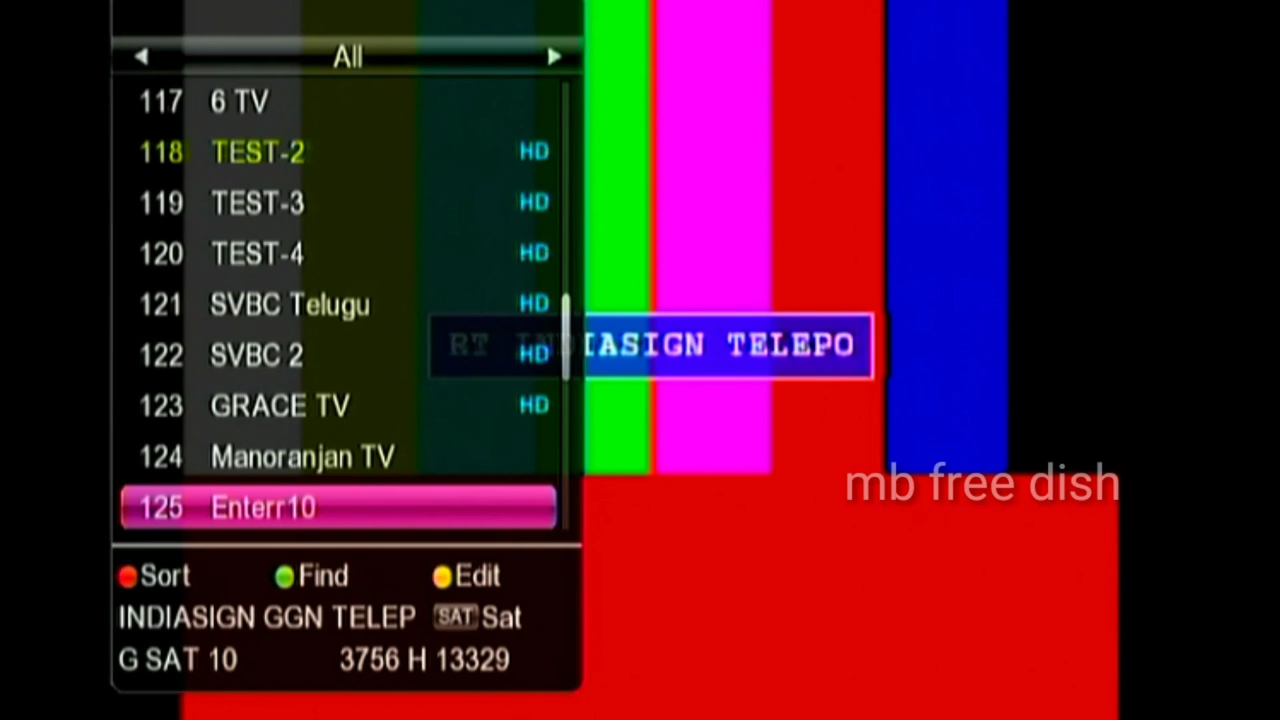 All
117 6 TV
118 TEST-2 HD
119 TEST-3 HD
120 TEST-4 HD
121 SVBC Telugu HD
122 SVBC 2 HD
RT INDIASIGN TELEPO
123 GRACE TV HD
124 Manoranjan TV
mb free dish
125 Enterr10
Sort Find Edit
INDIASIGN GGN TELEP SAT Sat
G SAT 10 3756 H 13329